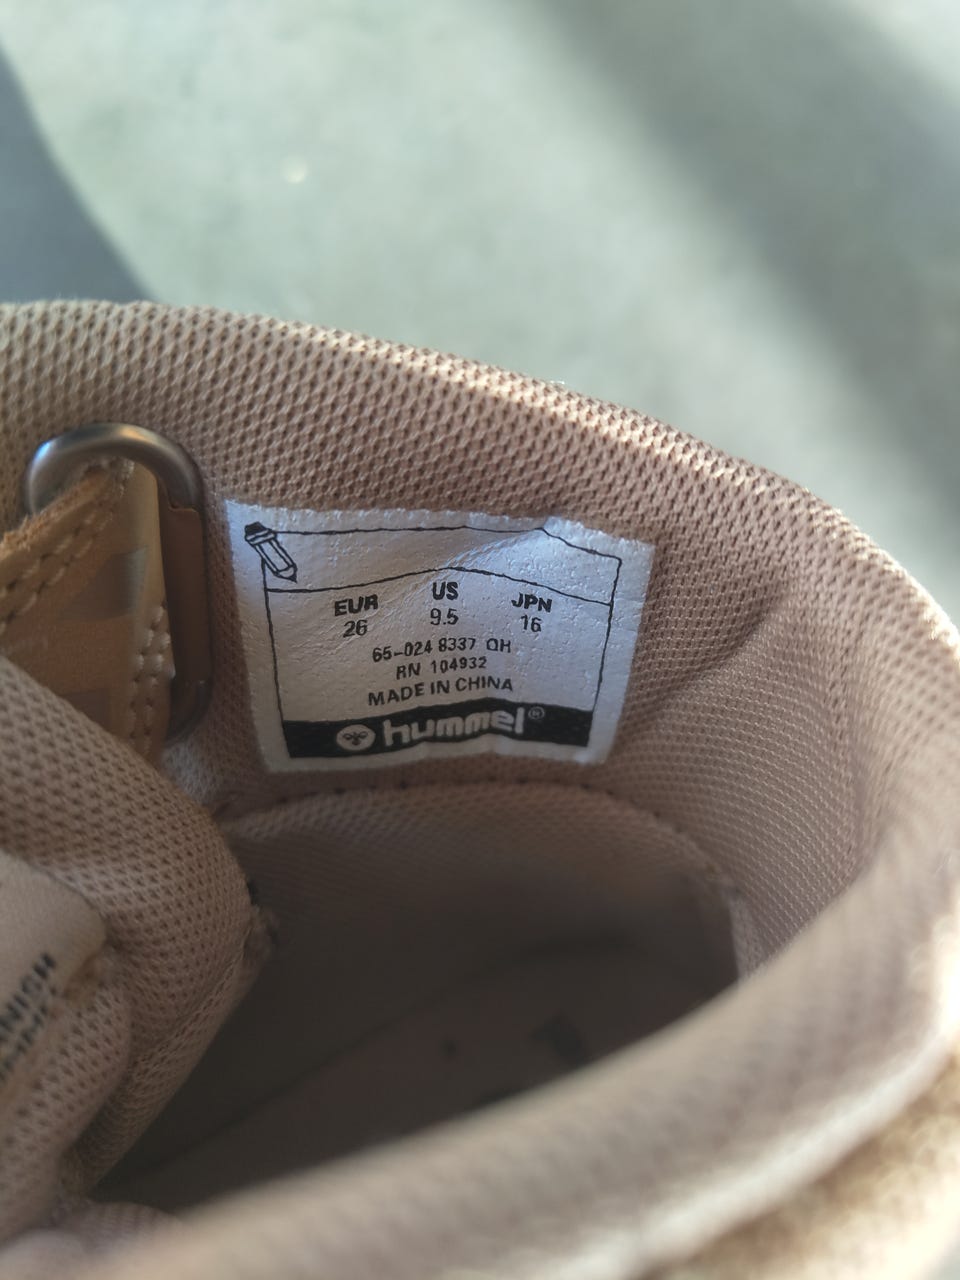 EUR US JPN
26 9.5 16
65-024 8337 QH
RN 104932
MADE IN CHINA
hummel®